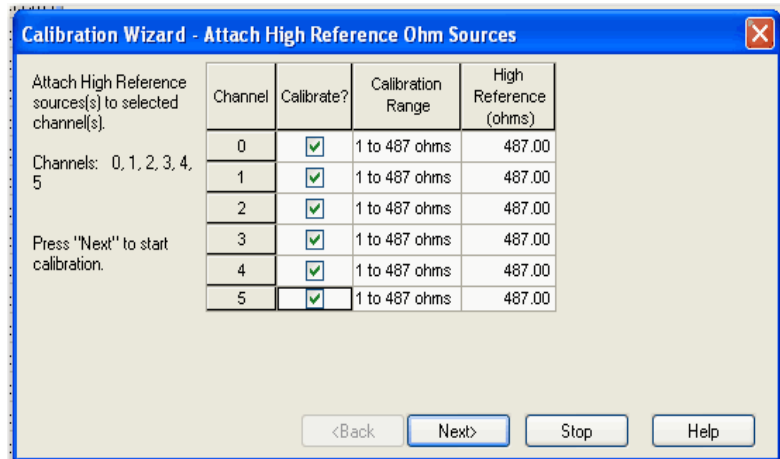 Calibration Wizard - Attach High Reference Ohm Sources
Attach High Reference
sources(s) to selected
channel(s).
Channels: 0, 1, 2, 3, 4,
5
Press "Next" to start
calibration.
Channel Calibrate? Calibration Range High Reference (ohms)
0 1 to 487 ohms 487.00
1 1 to 487 ohms 487.00
2 1 to 487 ohms 487.00
3 1 to 487 ohms 487.00
4 1 to 487 ohms 487.00
5 1 to 487 ohms 487.00
<Back Next> Stop Help